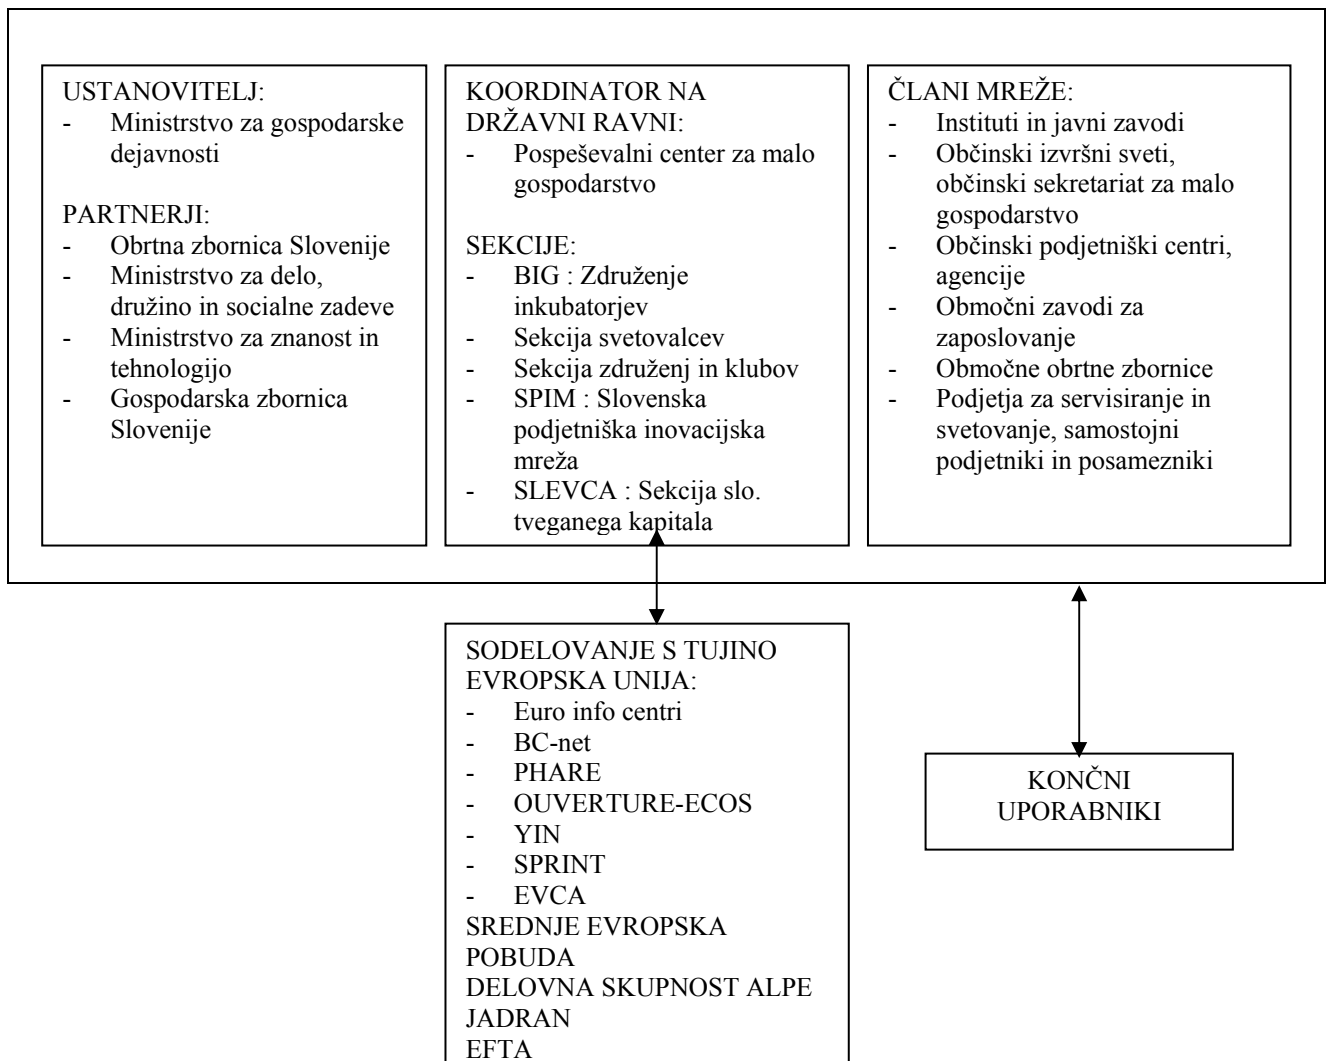 USTANOVITELJ:
- Ministrstvo za gospodarske
dejavnosti
PARTNERJI:
- Obrtna zbornica Slovenije
- Ministrstvo za delo,
družino in socialne zadeve
- Ministrstvo za znanost in
tehnologijo
- Gospodarska zbornica
Slovenije
KOORDINATOR NA
DRŽAVNI RAVNI:
- Pospeševalni center za malo
gospodarstvo
SEKCIJE:
- BIG : Združenje
inkubatorjev
- Sekcija svetovalcev
- Sekcija združenj in klubov
- SPIM : Slovenska
podjetniška inovacijska
mreža
- SLEVCA : Sekcija slo.
tveganega kapitala
ČLANI MREŽE:
- Instituti in javni zavodi
- Občinski izvršni sveti,
občinski sekretariat za malo
gospodarstvo
- Občinski podjetniški centri,
agencije
- Območni zavodi za
zaposlovanje
- Območne obrtne zbornice
- Podjetja za servisiranje in
svetovanje, samostojni
podjetniki in posamezniki
SODELOVANJE S TUJINO
EVROPSKA UNIJA:
- Euro info centri
- BC-net
- PHARE
- OUVERTURE-ECOS
- YIN
- SPRINT
- EVCA
SREDNJE EVROPSKA
POBUDA
DELOVNA SKUPNOST ALPE
JADRAN
EFTA
KONČNI
UPORABNIKI